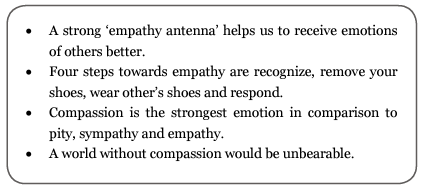 • A strong ‘empathy antenna’ helps us to receive emotions
of others better.
• Four steps towards empathy are recognize, remove your
shoes, wear other’s shoes and respond.
• Compassion is the strongest emotion in comparison to
pity, sympathy and empathy.
• A world without compassion would be unbearable.